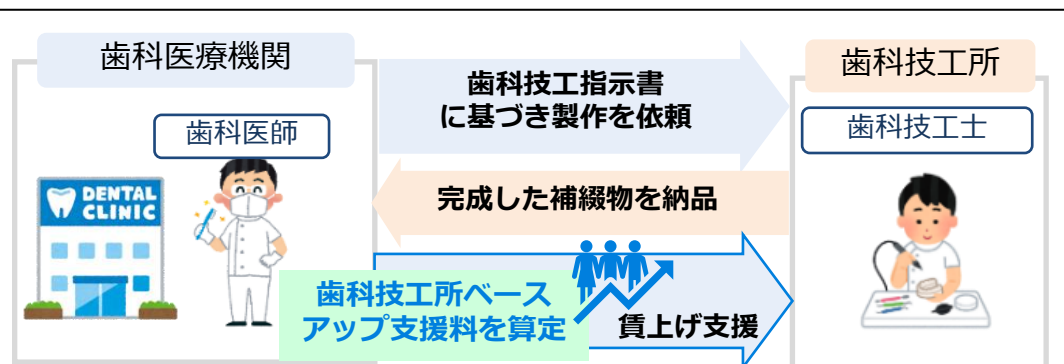 歯科医療機関
歯科医師
DENTAL
CLINIC
歯科技工指示書
に基づき製作を依頼
完成した補綴物を納品
歯科技工所ベース
アップ支援料を算定
賃上げ支援
歯科技工所
歯科技工士